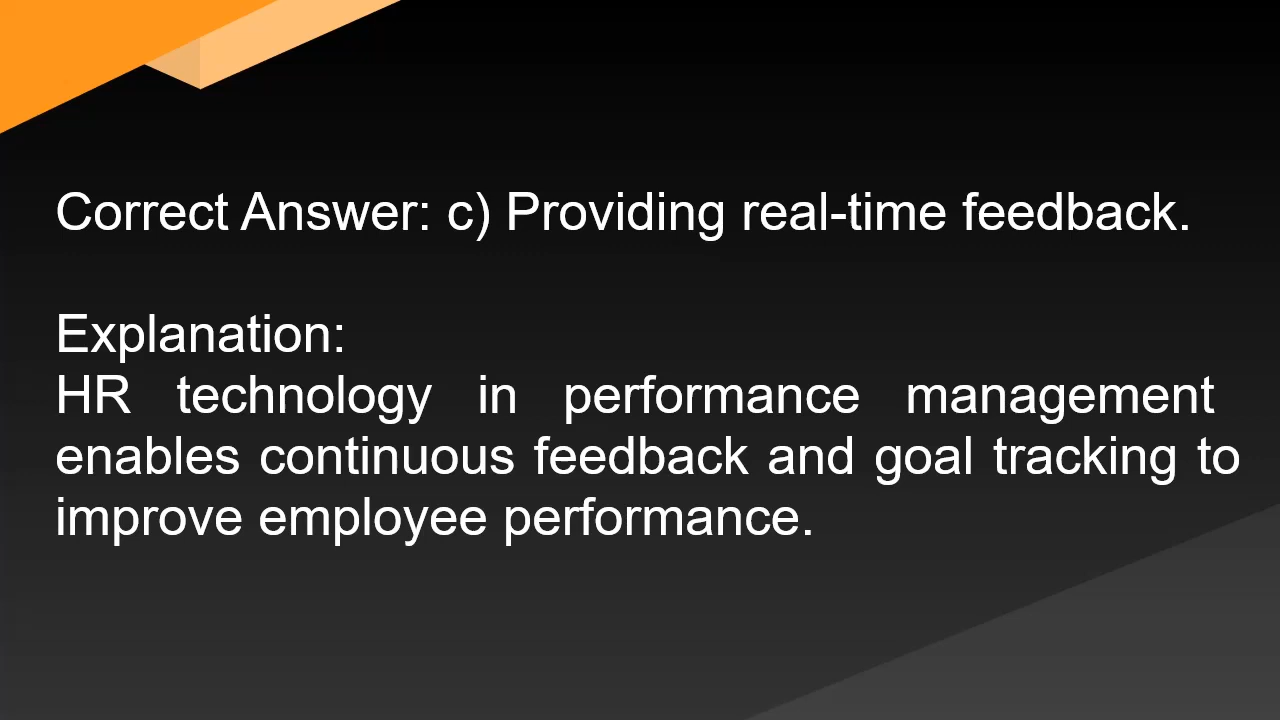 Correct Answer: c) Providing real-time feedback.
Explanation:
HR technology in performance management
enables continuous feedback and goal tracking to
improve employee performance.